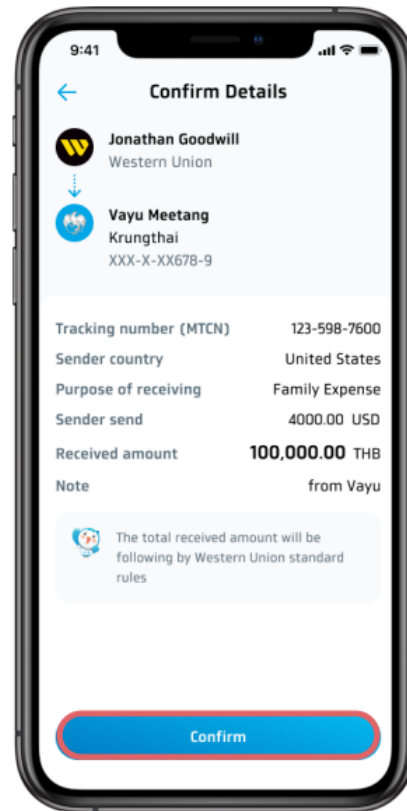 9:41
Confirm Details
Jonathan Goodwill
Western Union
Vayu Meetang
Krungthai
XXX-X-XX678-9
Tracking number (MTCN) 123-598-7600
Sender country United States
Purpose of receiving Family Expense
Sender send 4000.00 USD
Received amount 100,000.00 THB
Note from Vayu
The total received amount will be
following by Western Union standard
rules
Confirm